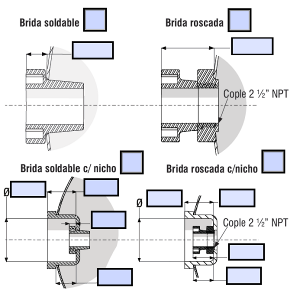 Brida soldable
Brida roscada
Cople 2 ½" NPT
Brida soldable c/ nicho
Brida roscada c/nicho
Ø
Ø
Cople 2 ½" NPT